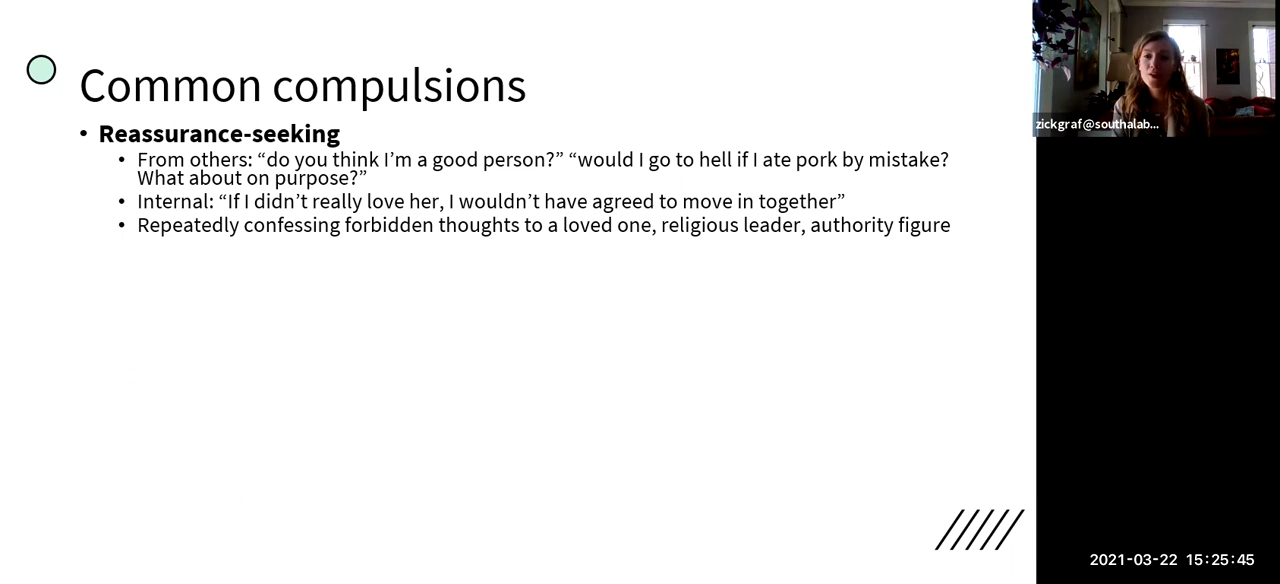 Common compulsions
• Reassurance-seeking
• From others: “do you think I’m a good person?” “would I go to hell if I ate pork by mistake?
What about on purpose?”
• Internal: “If I didn’t really love her, I wouldn’t have agreed to move in together”
• Repeatedly confessing forbidden thoughts to a loved one, religious leader, authority figure
zickgraf@southalab...
2021-03-22 15:25:45